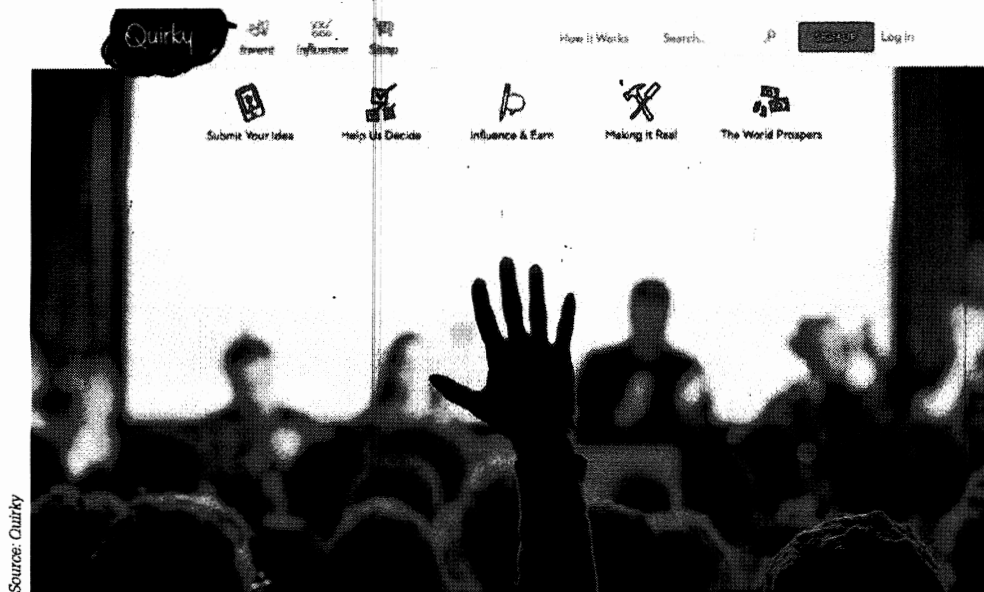 Quirky
Invent Influence Shop
How it Works Search... Log in
Submit Your Idea Help Us Decide Influence & Earn Making It Real The World Prospers
Source: Quirky